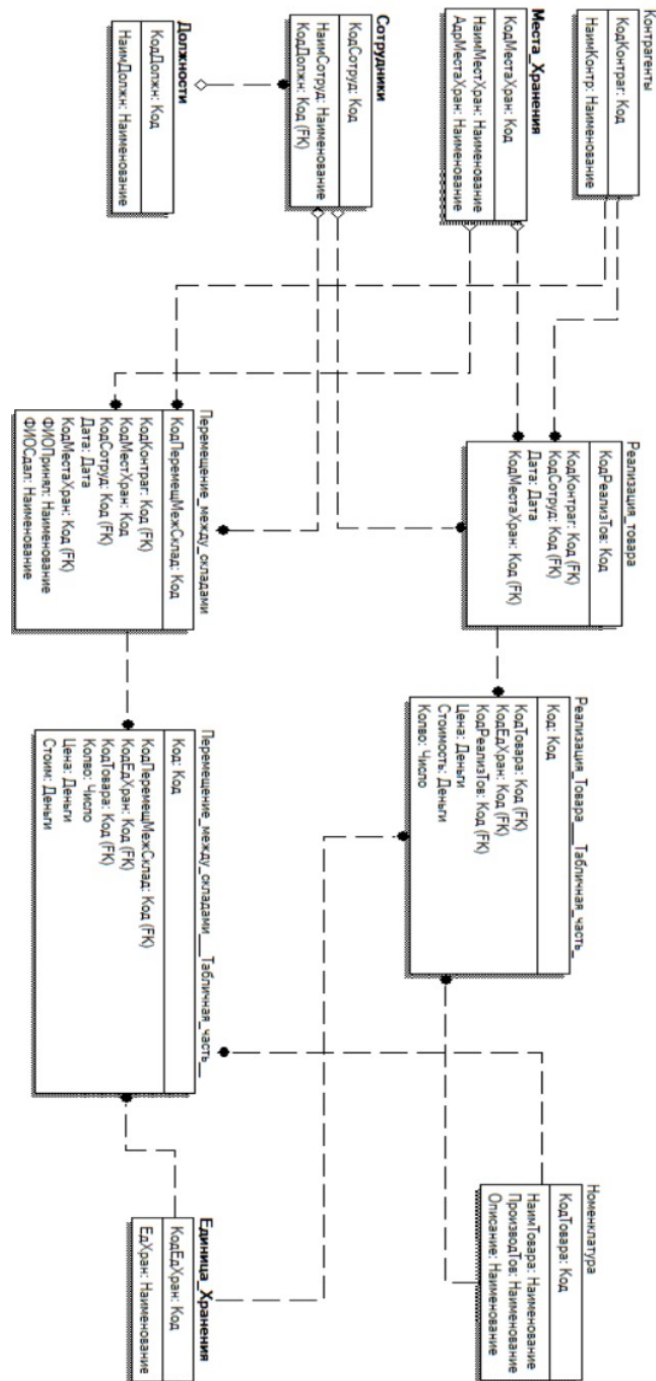 Контрагенты
КодКонтраг: Код
НаимКонтр: Наименование
Места_Хранения
КодМестаХран: Код
НаимМестХран: Наименование
АдрМестаХран: Наименование
Сотрудники
КодСотруд: Код
НаимСотруд: Наименование
КодДолжн: Код (FK)
Должности
КодДолжн: Код
НаимДолжн: Наименование
Реализация_товара
КодРеализТов: Код
КодКонтраг: Код (FK)
КодСотруд: Код (FK)
Дата: Дата
КодМестаХран: Код (FK)
Перемещение_между_складами
КодПеремещМежСклад: Код
КодКонтраг: Код (FK)
КодМестХран: Код
КодСотруд: Код (FK)
Дата: Дата
КодМестаХран: Код (FK)
ФИОПринял: Наименование
ФИОСдал: Наименование
Реализация_Товара__Табличная_часть_
Код: Код
КодТовара: Код (FK)
КодЕдХран: Код (FK)
КодРеализТов: Код (FK)
Цена: Деньги
Стоимость: Деньги
Колво: Число
Перемещение_между_складами__Табличная_часть_
Код: Код
КодПеремещМежСклад: Код (FK)
КодЕдХран: Код (FK)
КодТовара: Код (FK)
Колво: Число
Цена: Деньги
Стоим: Деньги
Номенклатура
КодТовара: Код
НаимТовара: Наименование
ПроизводТов: Наименование
Описание: Наименование
Единица_Хранения
КодЕдХран: Код
ЕдХран: Наименование